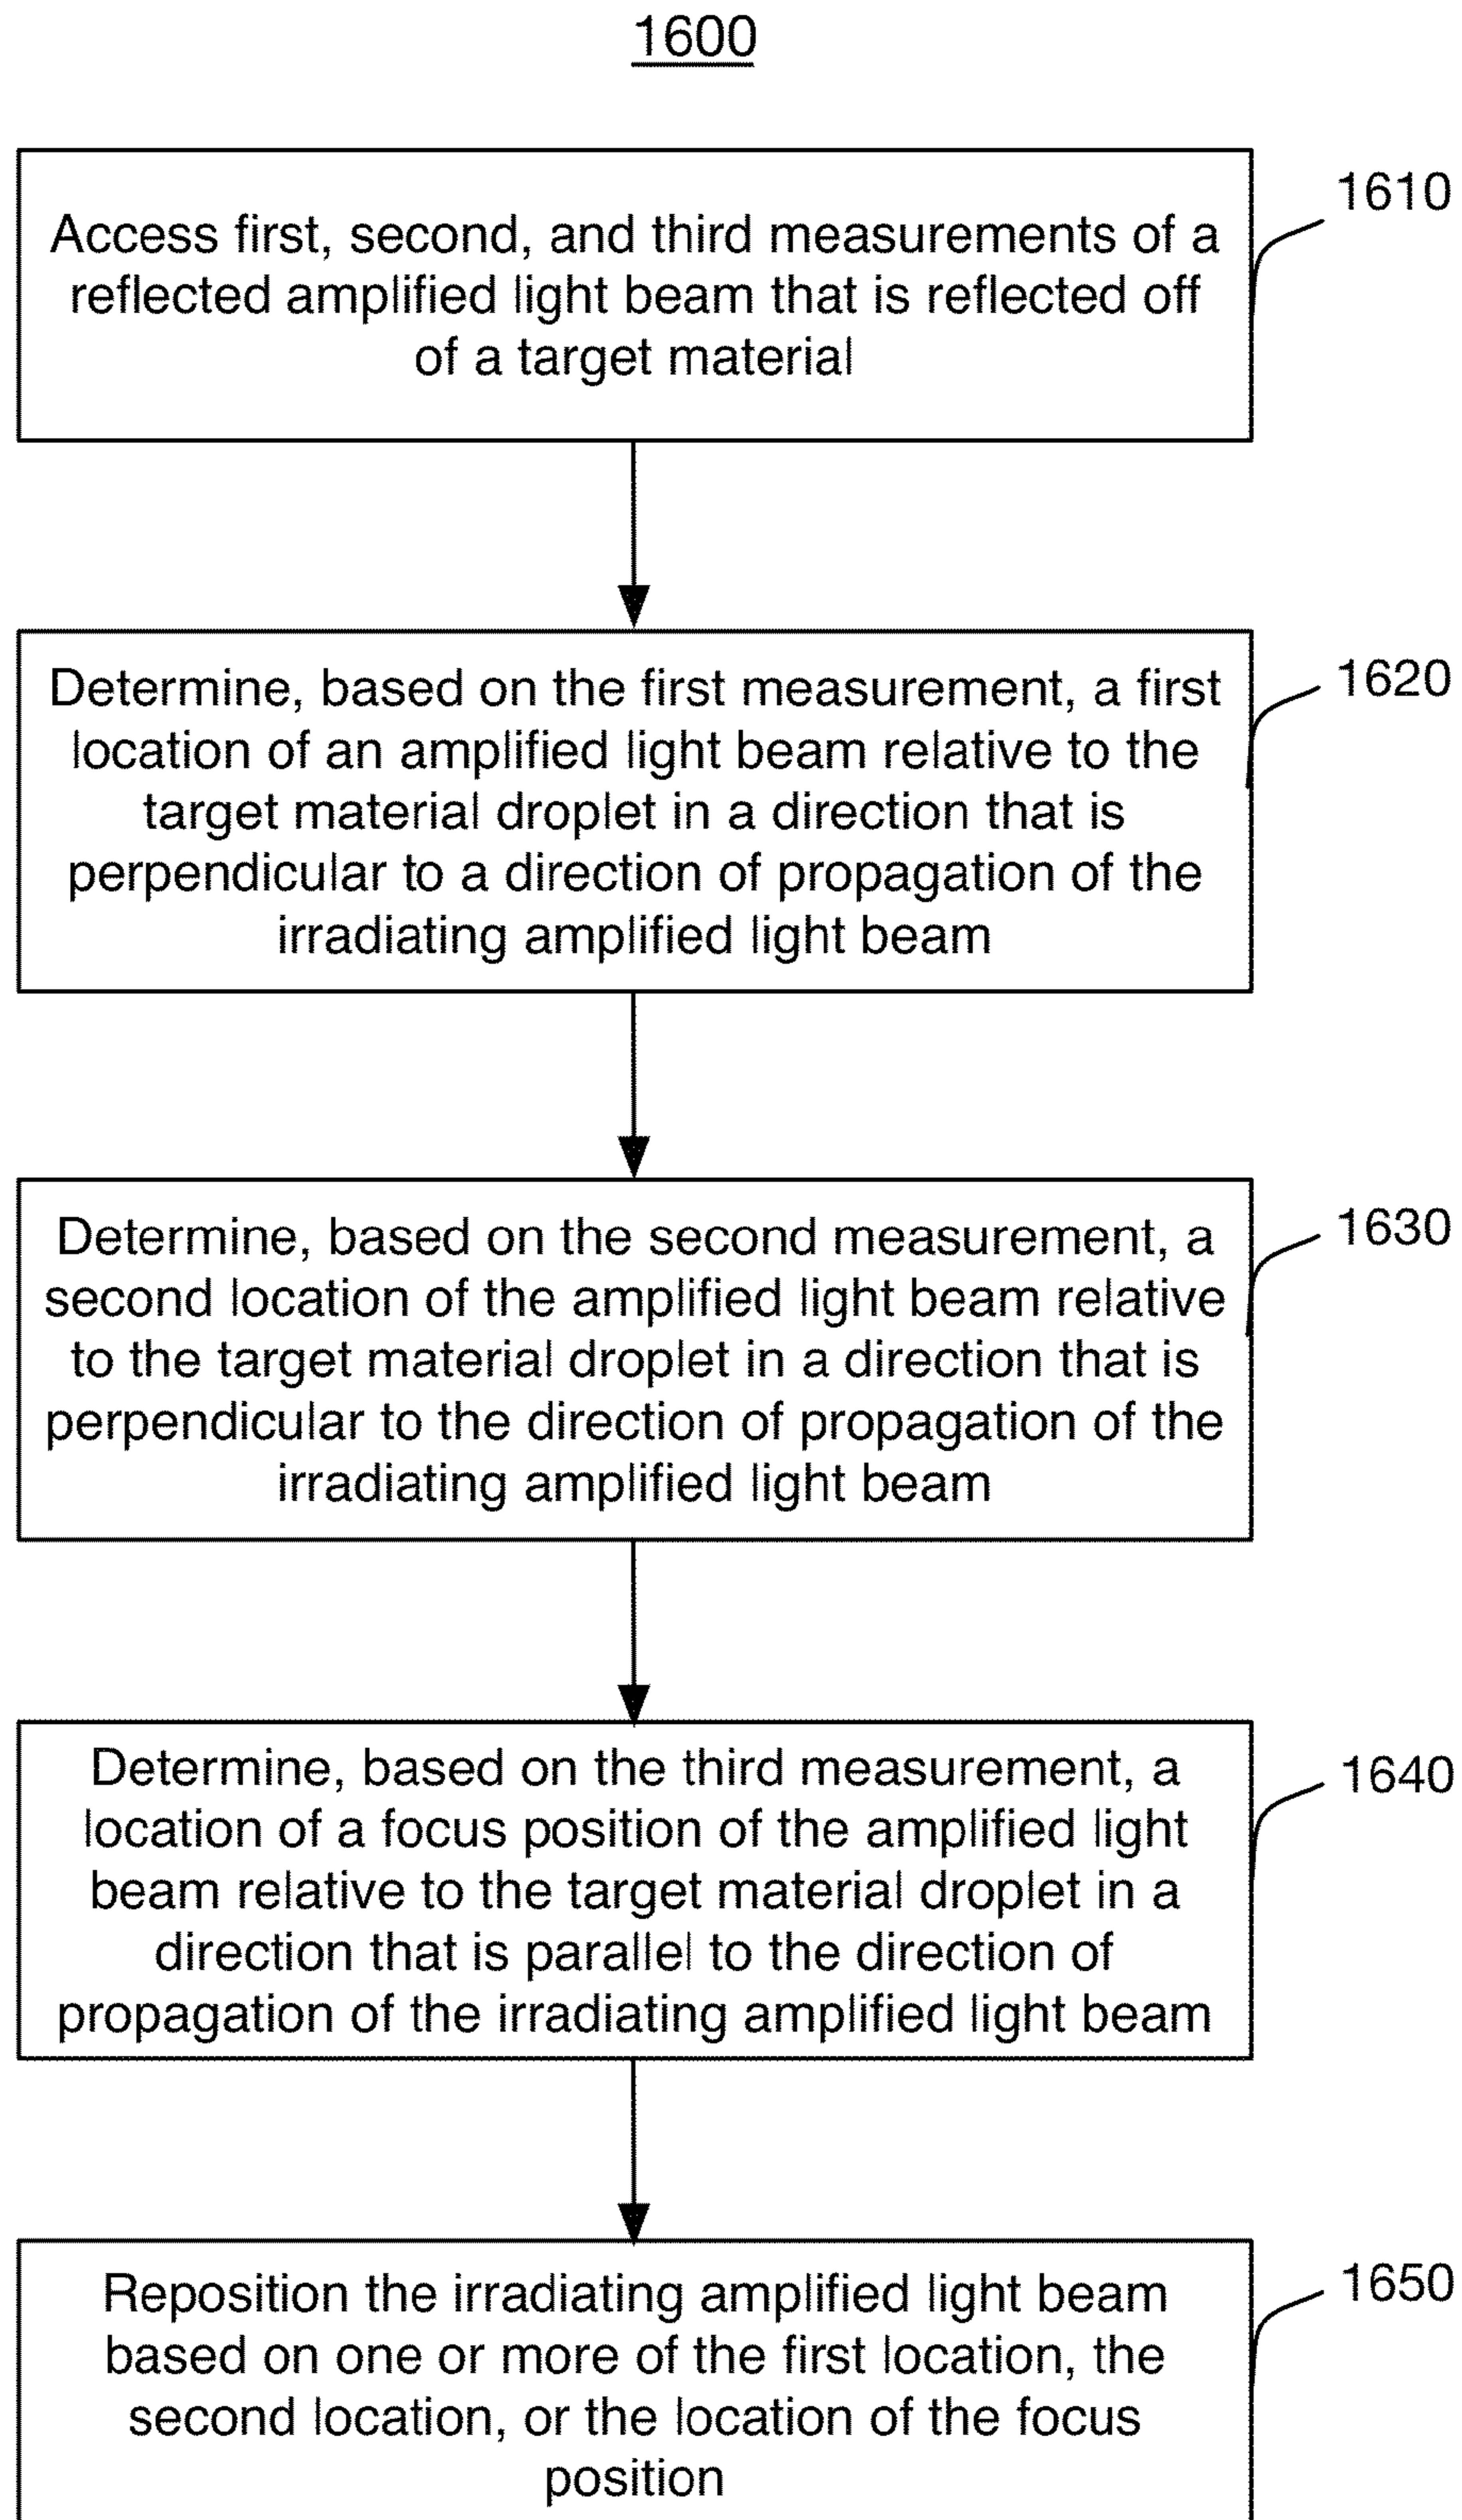 1600
Access first, second, and third measurements of a
reflected amplified light beam that is reflected off
of a target material
1610
Determine, based on the first measurement, a first
location of an amplified light beam relative to the
target material droplet in a direction that is
perpendicular to a direction of propagation of the
irradiating amplified light beam
1620
Determine, based on the second measurement, a
second location of the amplified light beam relative
to the target material droplet in a direction that is
perpendicular to the direction of propagation of the
irradiating amplified light beam
1630
Determine, based on the third measurement, a
location of a focus position of the amplified light
beam relative to the target material droplet in a
direction that is parallel to the direction of
propagation of the irradiating amplified light beam
1640
Reposition the irradiating amplified light beam
based on one or more of the first location, the
second location, or the location of the focus
position
1650